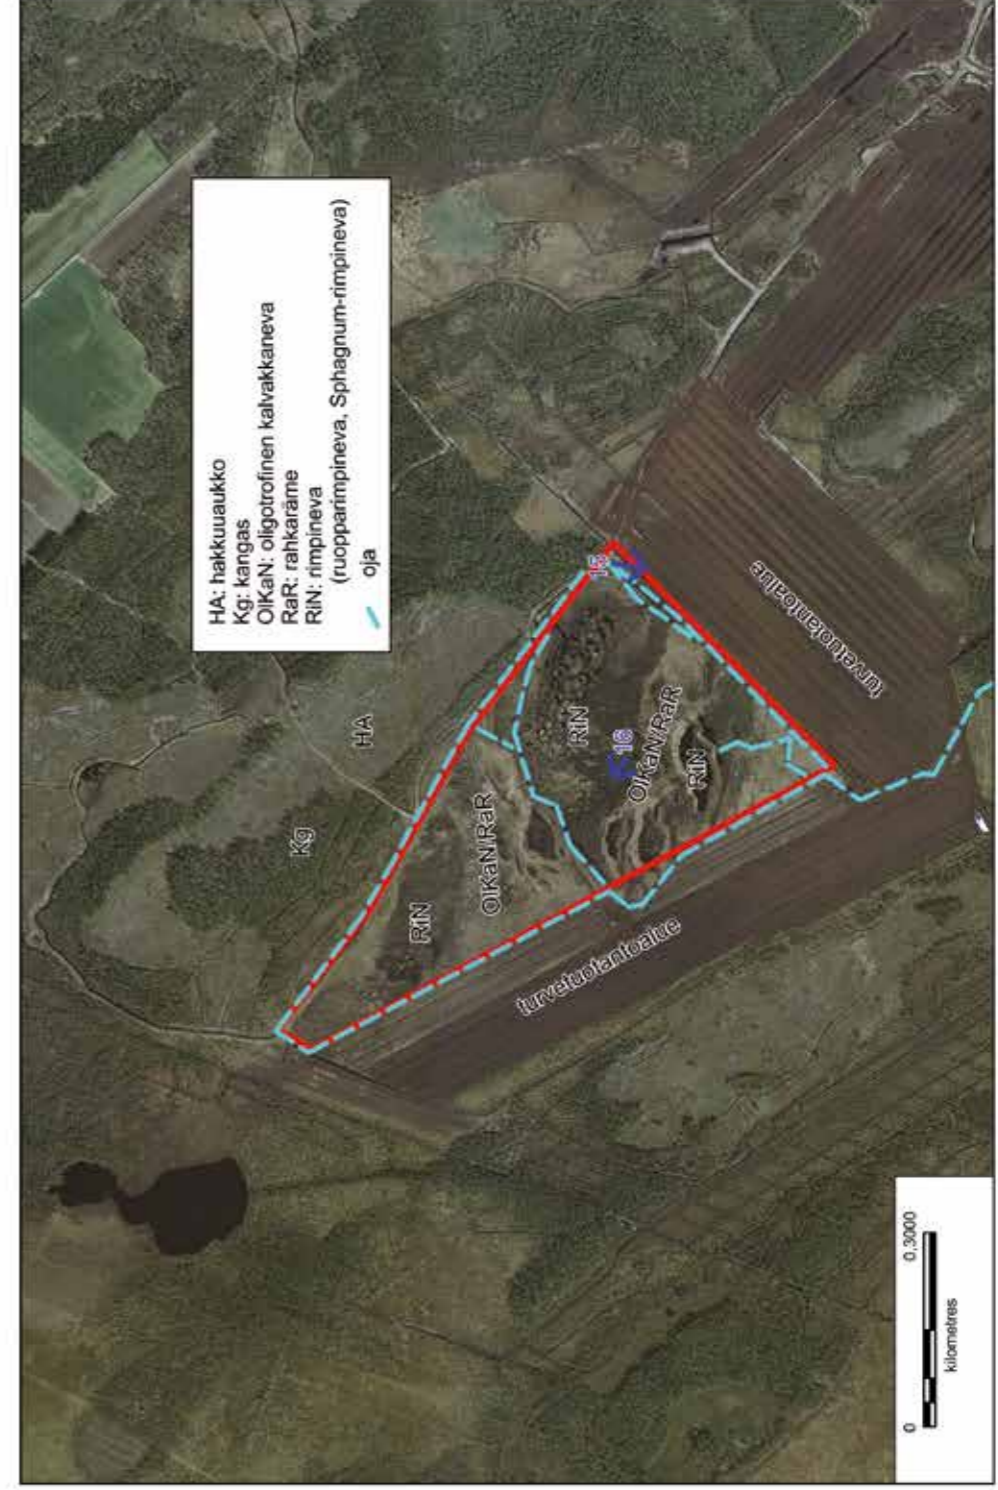 HA: hakkuuaukko
Kg: kangas
OlKaN: oligotrofinen kalvakkaneva
RaR: rahkaräme
RiN: rimpineva
(ruopparimpineva, Sphagnum-rimpineva)
oja
Kg
HA
RiN
OlKaN/RaR
RiN
15
16
OlKaN/RaR
RiN
turvetuotantoalue
turvetuotantoalue
0
0.3000
kilometres